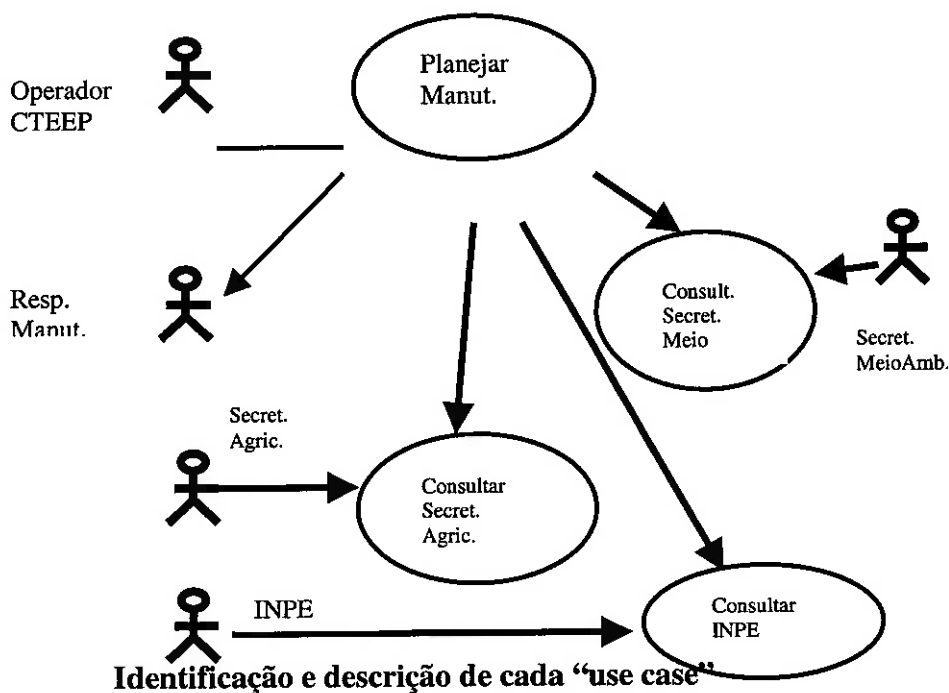 Planejar
Manut.
Operador
CTEEP
Resp.
Manut.
Consult.
Secret.
Meio
Secret.
MeioAmb.
Secret.
Agric.
Consultar
Secret.
Agric.
INPE
Consultar
INPE
Identificação e descrição de cada “use case”